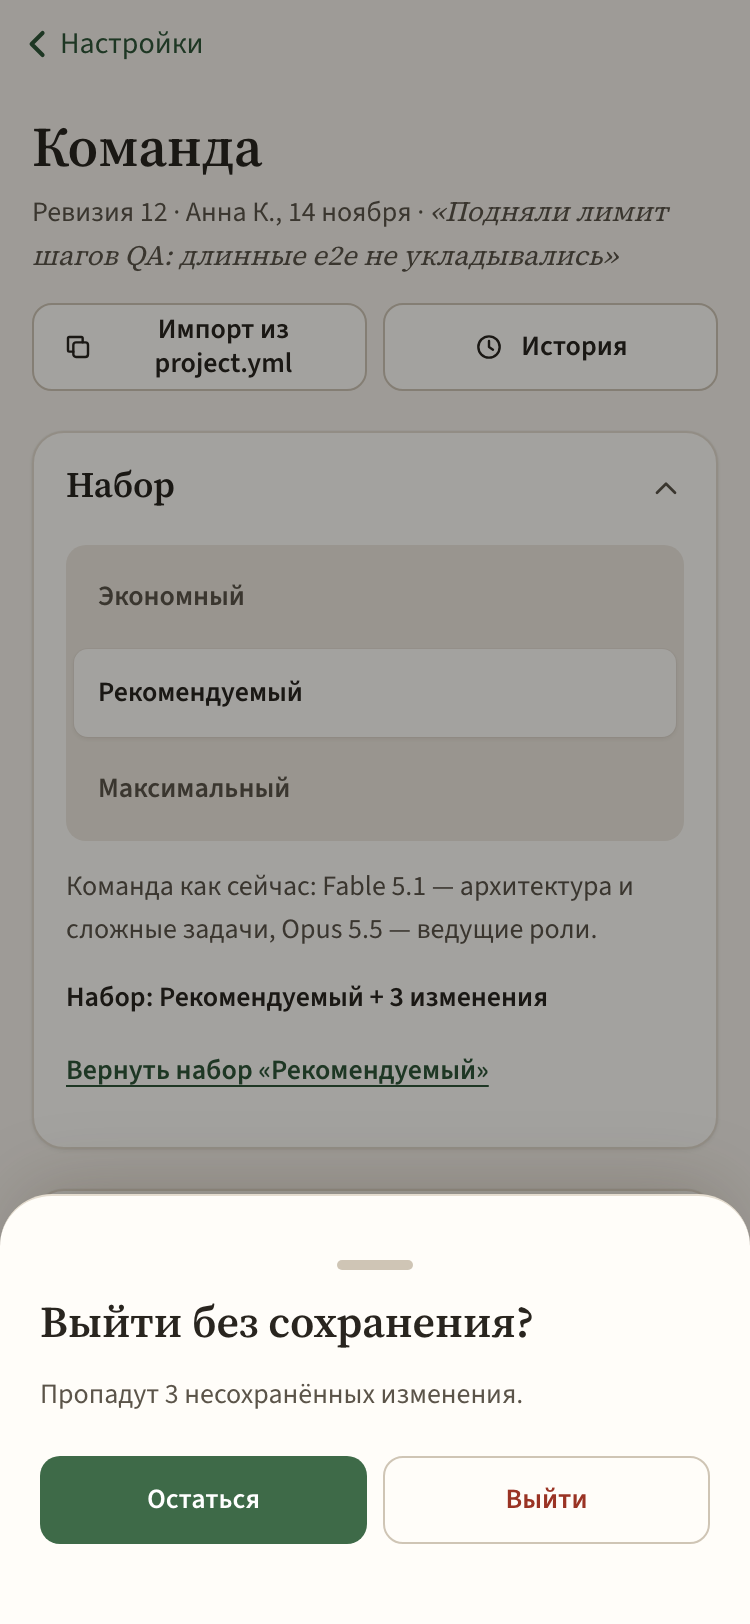 Настройки
Команда
Ревизия 12 · Анна К., 14 ноября · «Подняли лимит
шагов QA: длинные e2e не укладывались»
Импорт из
project.yml
История
Набор
Экономный
Рекомендуемый
Максимальный
Команда как сейчас: Fable 5.1 — архитектура и
сложные задачи, Opus 5.5 — ведущие роли.
Набор: Рекомендуемый + 3 изменения
Вернуть набор «Рекомендуемый»
Выйти без сохранения?
Пропадут 3 несохранённых изменения.
Остаться
Выйти